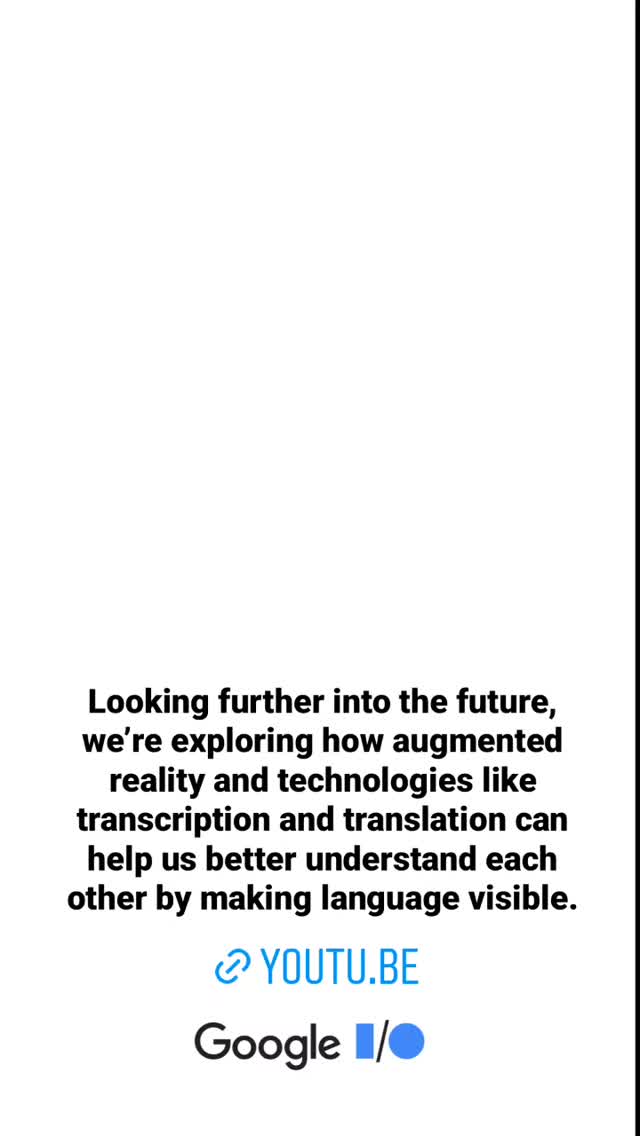 Looking further into the future,
we’re exploring how augmented
reality and technologies like
transcription and translation can
help us better understand each
other by making language visible.
YOUTU.BE
Google I/O